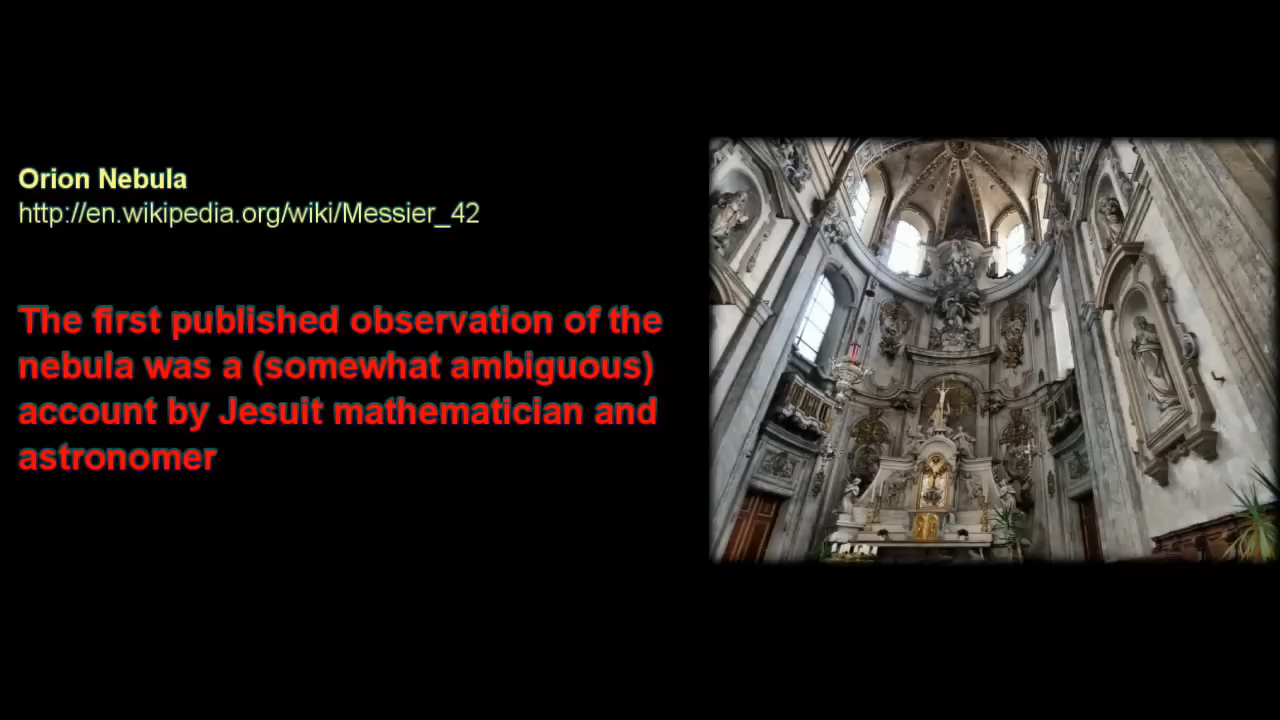 Orion Nebula
http://en.wikipedia.org/wiki/Messier_42
The first published observation of the
nebula was a (somewhat ambiguous)
account by Jesuit mathematician and
astronomer